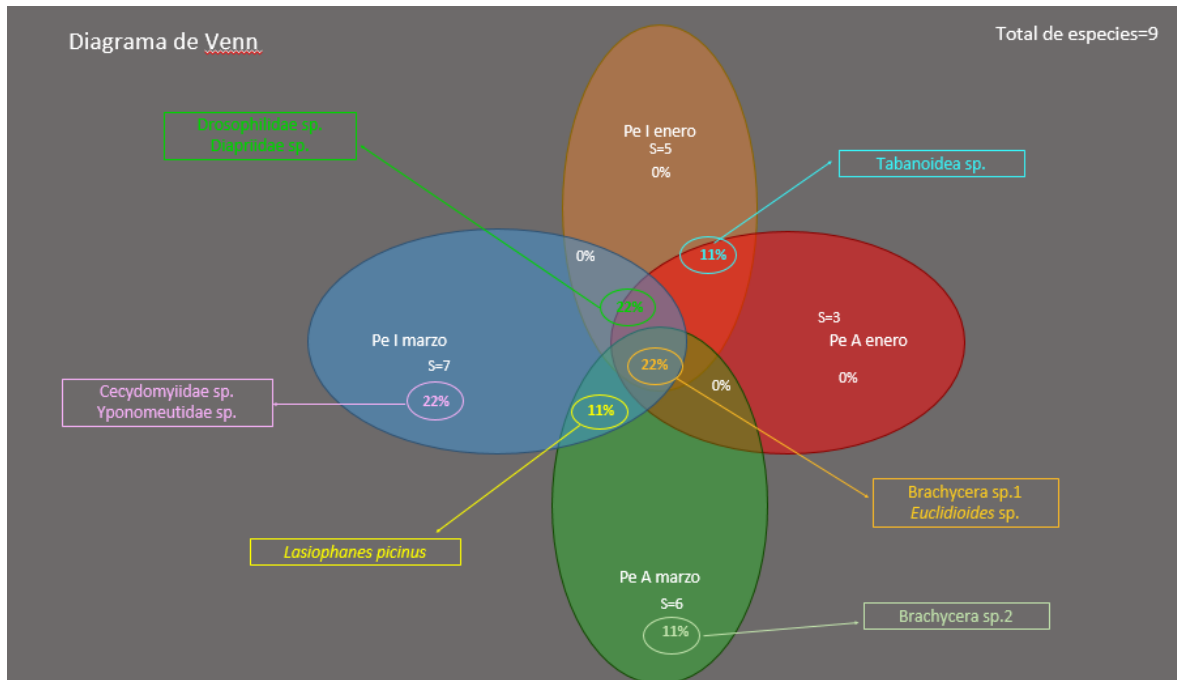 Diagrama de Venn
Total de especies=9
Drosophilidae sp.
Diapriidae sp.
Pe I enero
S=5
0%
Tabanoidea sp.
11%
0%
22%
Pe I marzo
S=7
22%
Cecydomyiidae sp.
Yponomeutidae sp.
S=3
Pe A enero
0%
22%
0%
11%
Brachycera sp.1
Euclidioides sp.
Lasiophanes picinus
Pe A marzo
S=6
11%
Brachycera sp.2